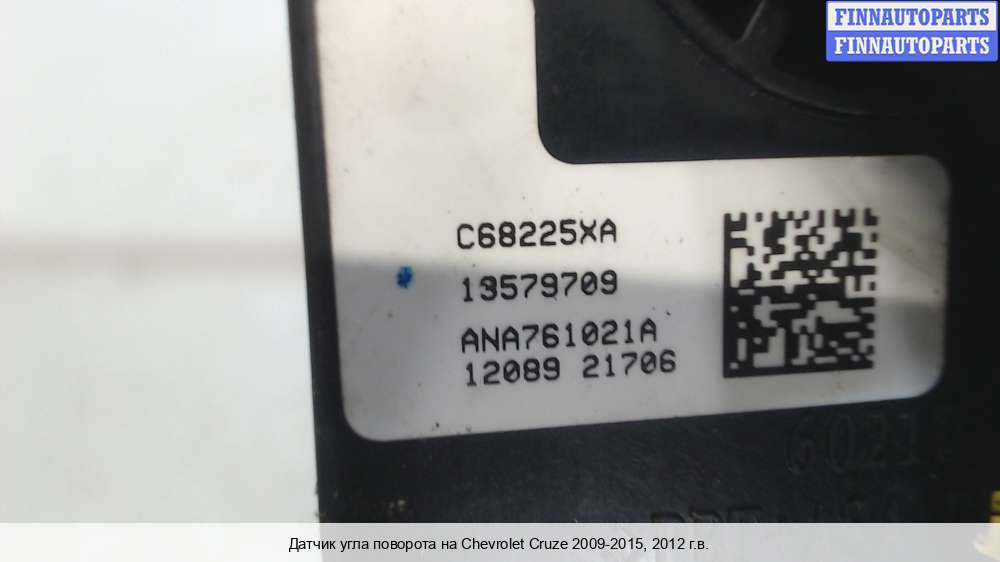 FINNAUTOPARTS
FINNAUTOPARTS
C68225XA
13579709
ANA761021A
12089 21706
Датчик угла поворота на Chevrolet Cruze 2009-2015, 2012 г.в.